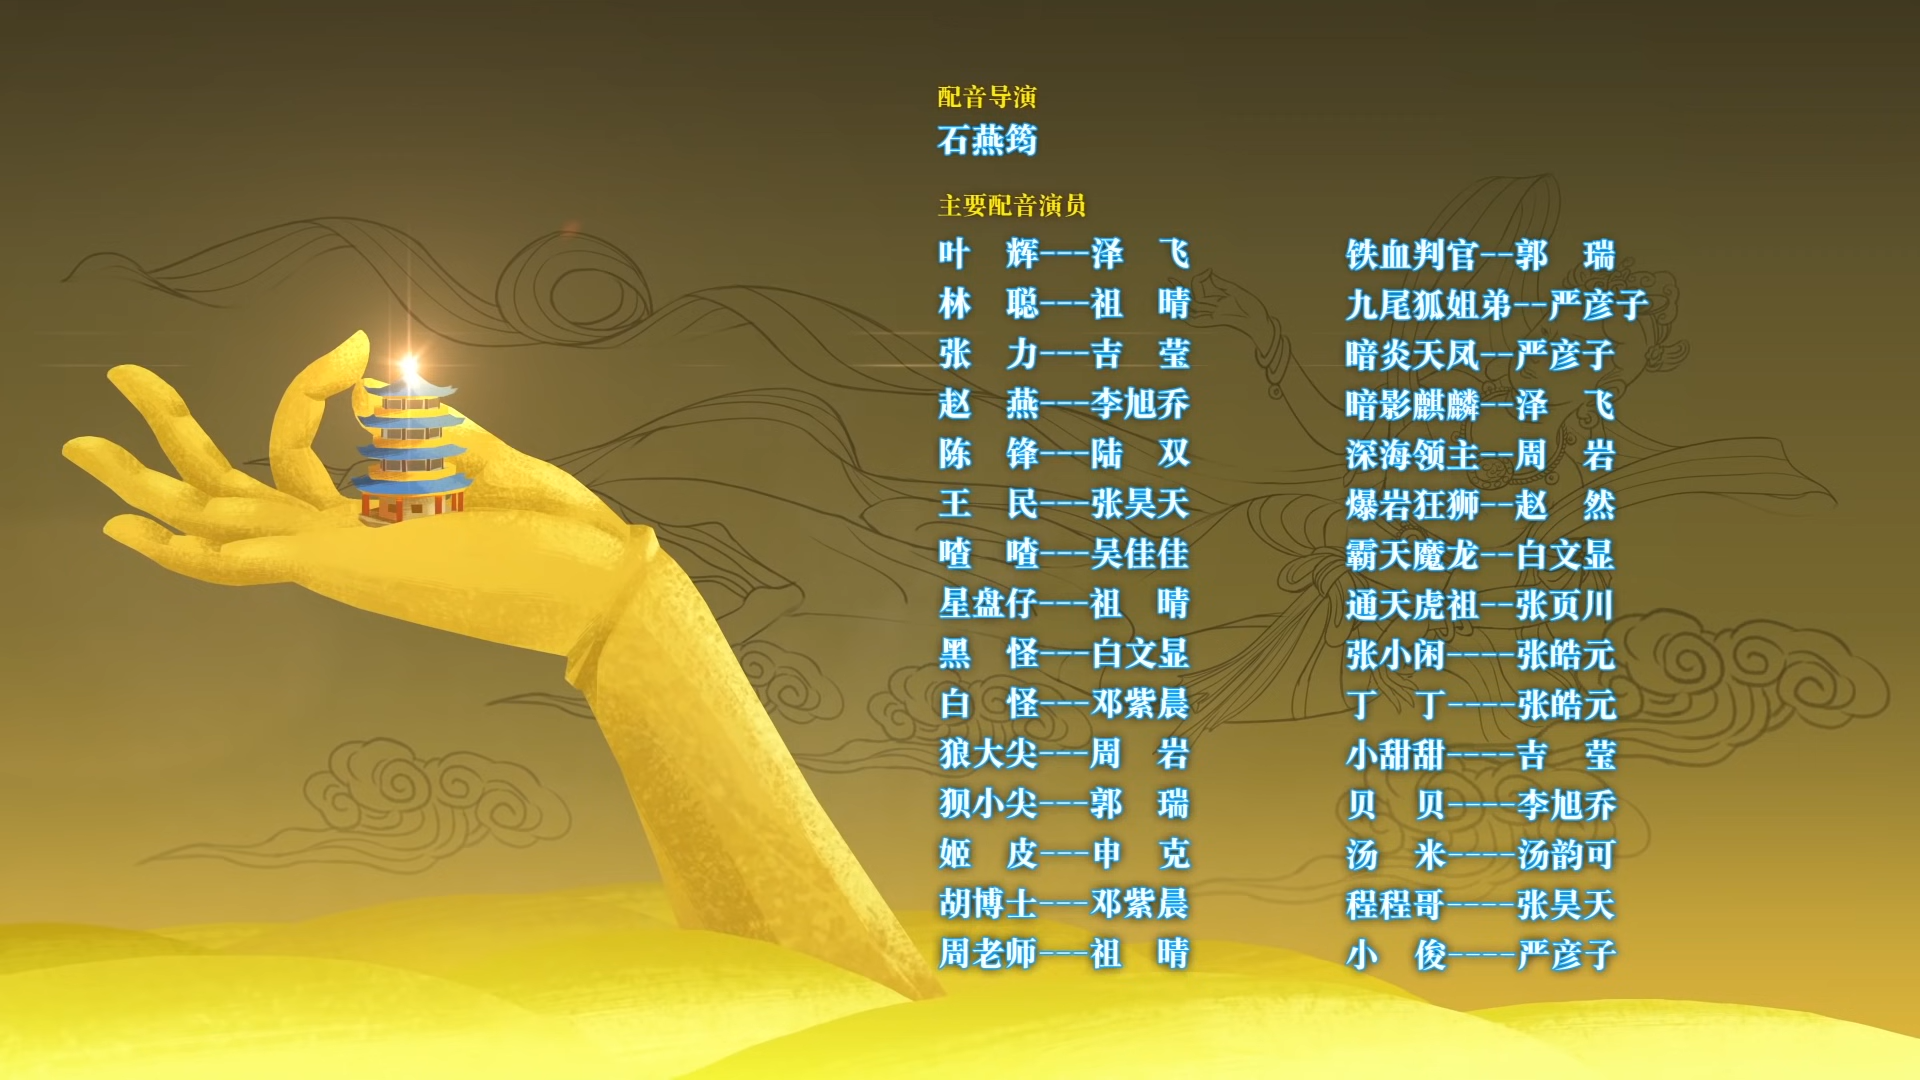 配音导演
石燕筠
主要配音演员
叶　辉---泽　飞
林　聪---祖　晴
张　力---吉　莹
赵　燕---李旭乔
陈　锋---陆　双
王　民---张昊天
喳　喳---吴佳佳
星盘仔---祖　晴
黑　怪---白文显
白　怪---邓紫晨
狼大尖---周　岩
狈小尖---郭　瑞
姬　皮---申　克
胡博士---邓紫晨
周老师---祖　晴
铁血判官--郭　瑞
九尾狐姐弟--严彦子
暗炎天凤--严彦子
暗影麒麟--泽　飞
深海领主--周　岩
爆岩狂狮--赵　然
霸天魔龙--白文显
通天虎祖--张页川
张小闲----张皓元
丁　丁----张皓元
小甜甜----吉　莹
贝　贝----李旭乔
汤　米----汤韵可
程程哥----张昊天
小　俊----严彦子